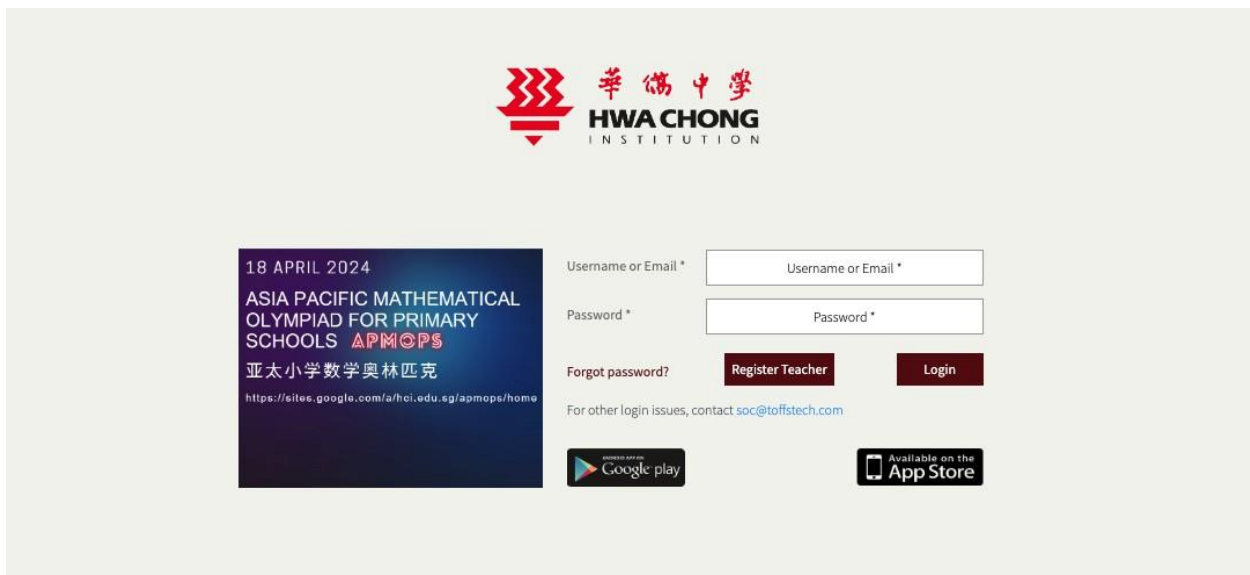 華僑中學
HWA CHONG
INSTITUTION
18 APRIL 2024
ASIA PACIFIC MATHEMATICAL
OLYMPIAD FOR PRIMARY
SCHOOLS APMOPS
亚太小学数学奥林匹克
https://sites.google.com/a/hci.edu.sg/apmops/home
Username or Email *
Username or Email *
Password *
Password *
Forgot password?
Register Teacher
Login
For other login issues, contact soc@toffstech.com
ANDROID APP ON
Google play
Available on the
App Store